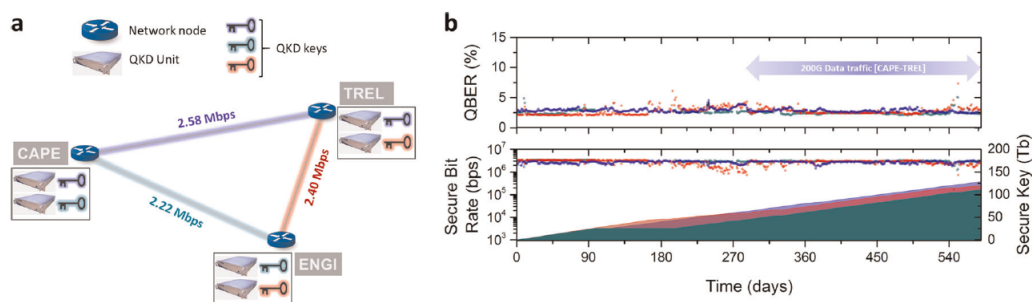 a
Network node
QKD Unit
QKD keys
TREL
2.58 Mbps
CAPE
2.40 Mbps
2.22 Mbps
ENGI
b
QBER (%)
15
10
5
0
200G Data traffic [CAPE-TREL]
Secure Bit
Rate (bps)
10⁷
10⁶
10⁵
10⁴
10³
200
150
100
50
0
Secure Key (Tb)
0 90 180 270 360 450 540
Time (days)